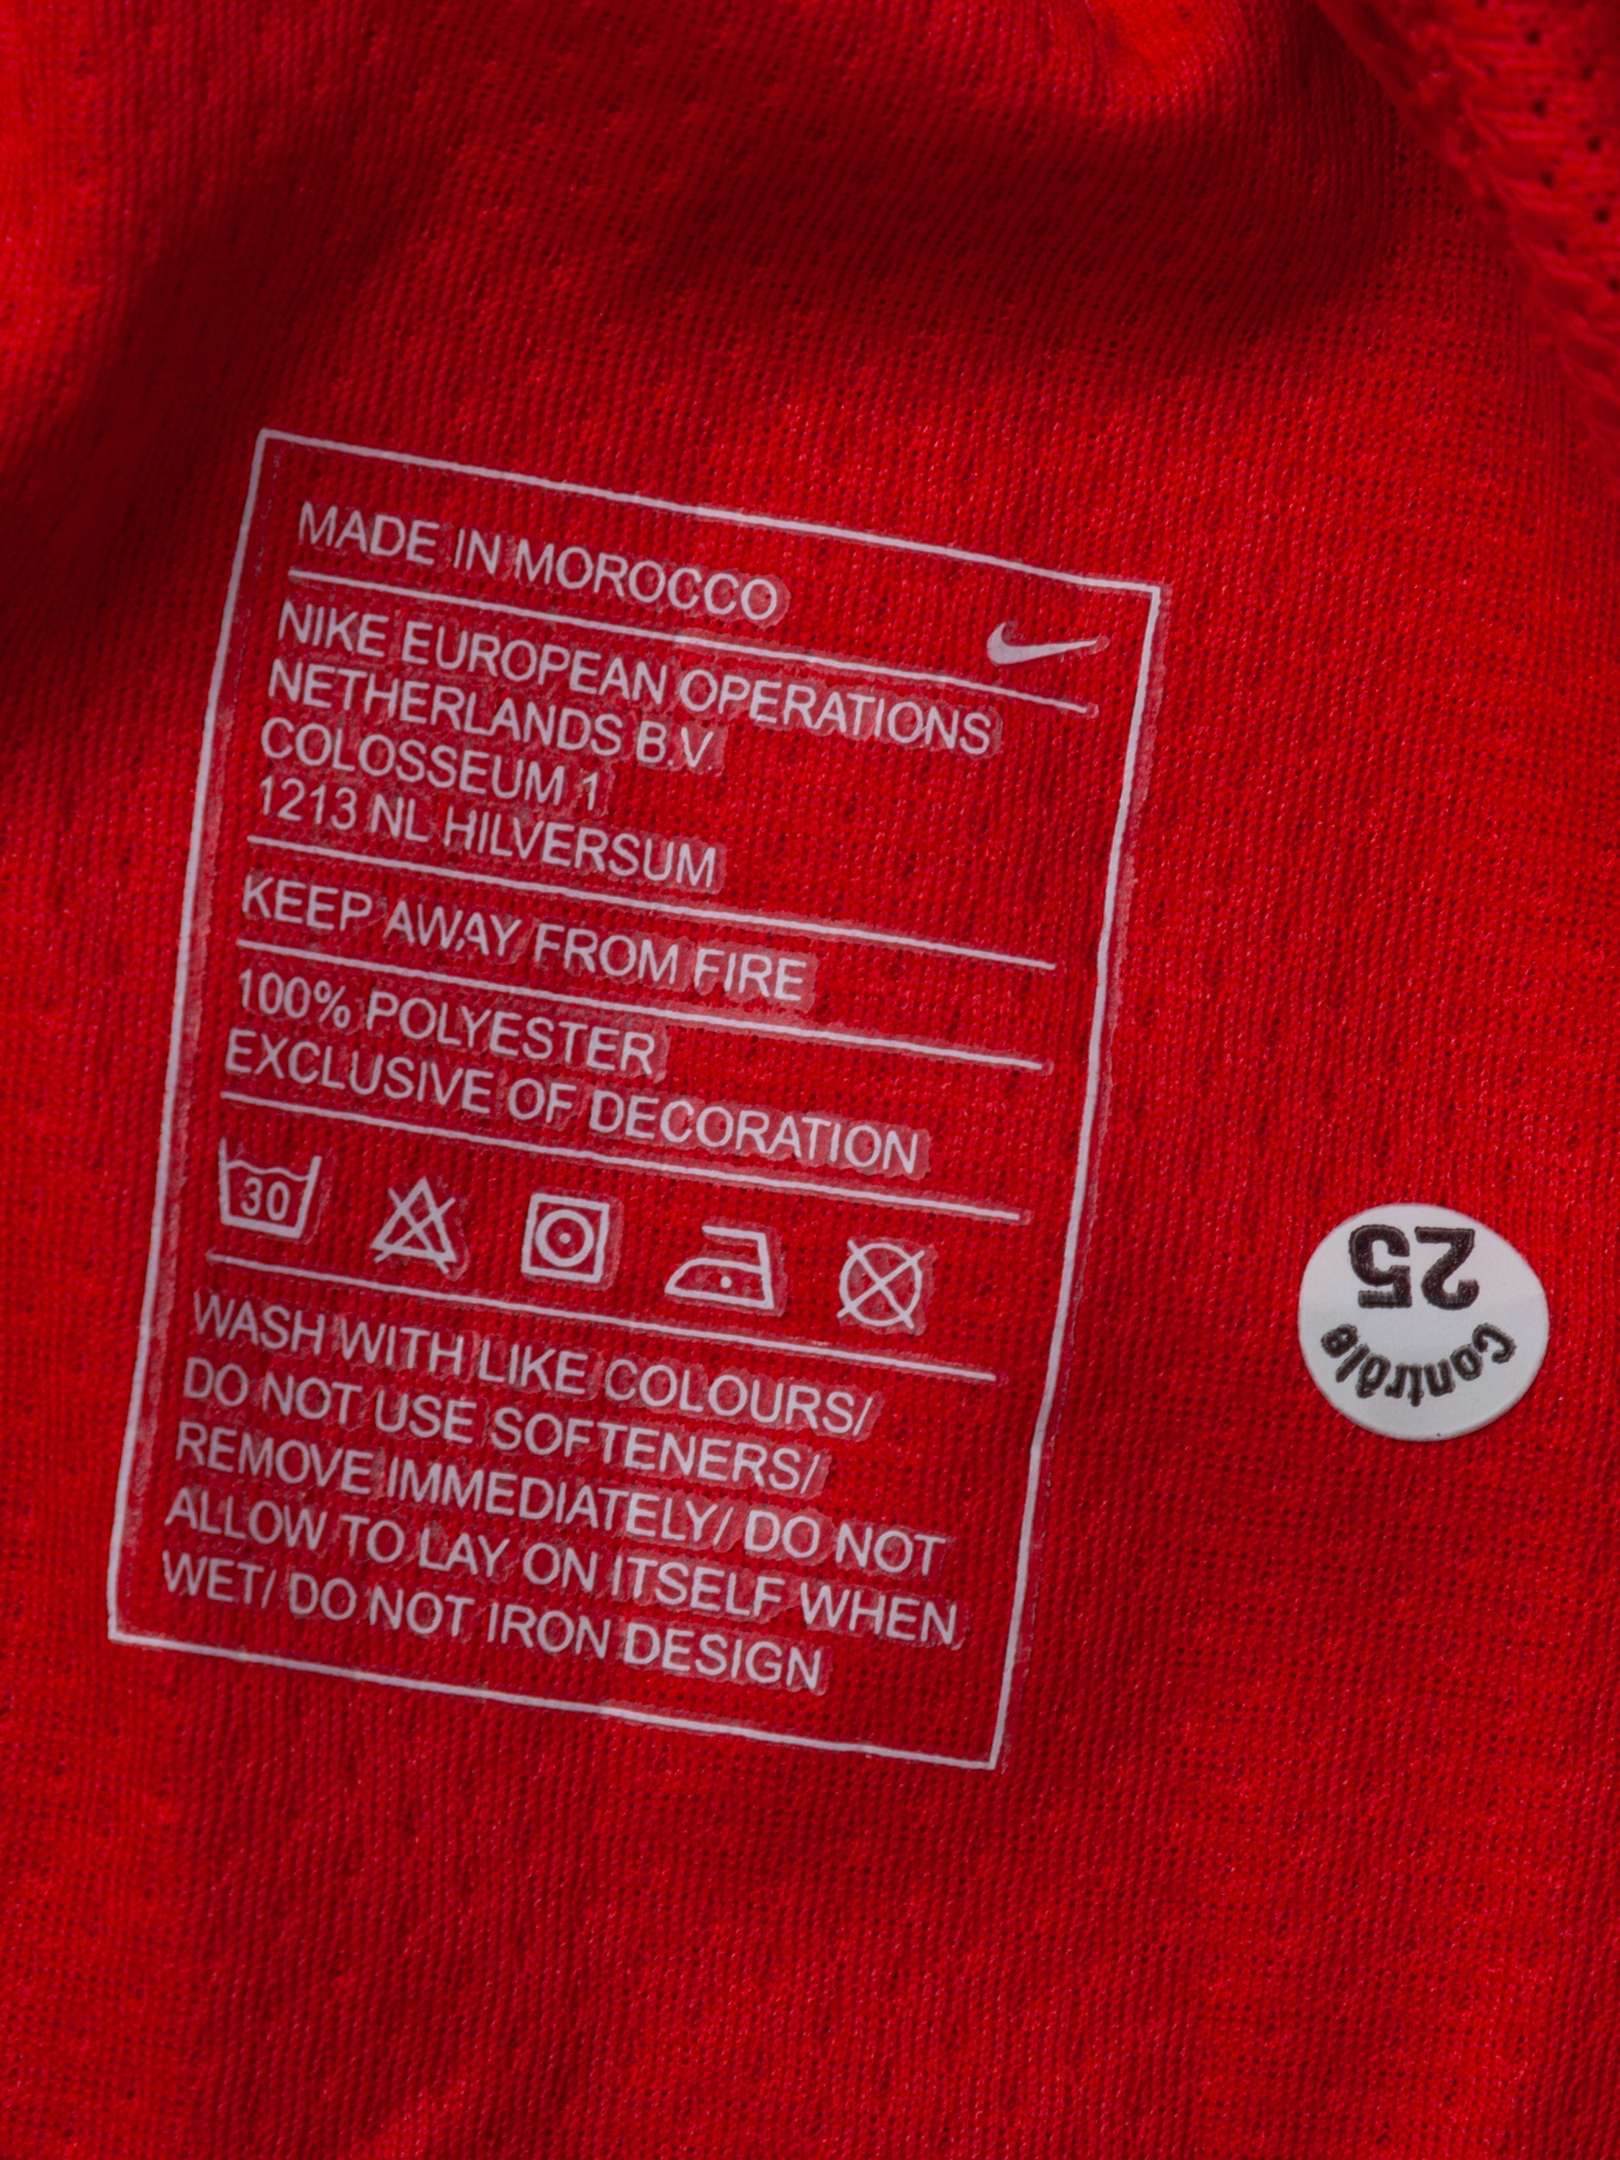 MADE IN MOROCCO
NIKE EUROPEAN OPERATIONS
NETHERLANDS B.V.
COLOSSEUM 1
1213 NL HILVERSUM
KEEP AWAY FROM FIRE
100% POLYESTER
EXCLUSIVE OF DECORATION
30
WASH WITH LIKE COLOURS/
DO NOT USE SOFTENERS/
REMOVE IMMEDIATELY/ DO NOT
ALLOW TO LAY ON ITSELF WHEN
WET/ DO NOT IRON DESIGN
Contrôle
25